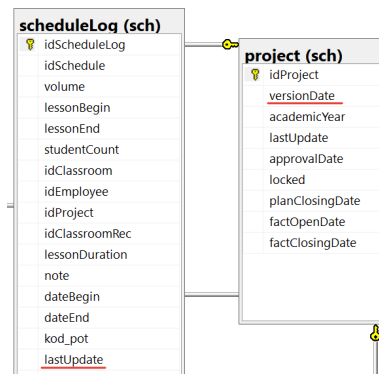 scheduleLog (sch)
idScheduleLog
idSchedule
volume
lessonBegin
lessonEnd
studentCount
idClassroom
idEmployee
idProject
idClassroomRec
lessonDuration
note
dateBegin
dateEnd
kod_pot
lastUpdate
project (sch)
idProject
versionDate
academicYear
lastUpdate
approvalDate
locked
planClosingDate
factOpenDate
factClosingDate